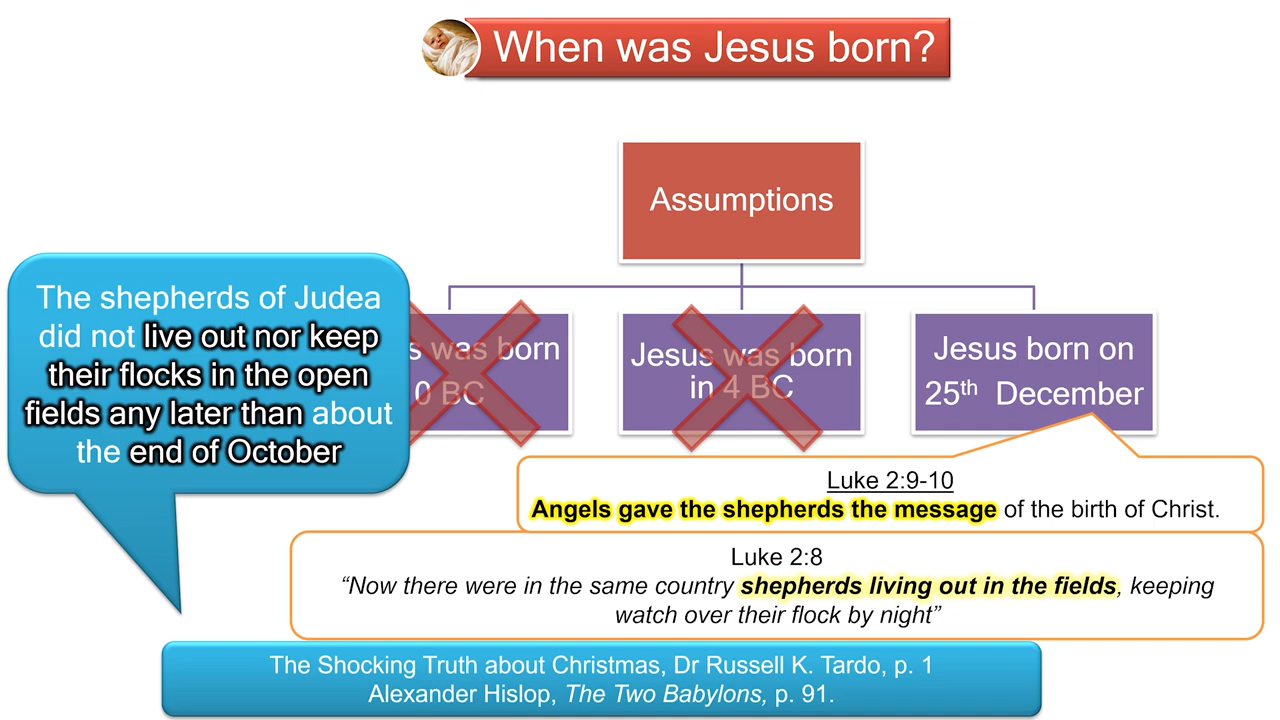 When was Jesus born?
Assumptions
s was born
0 BC
Jesus was born
in 4 BC
Jesus born on
25th December
The shepherds of Judea
did not live out nor keep
their flocks in the open
fields any later than about
the end of October
Luke 2:9-10
Angels gave the shepherds the message of the birth of Christ.
Luke 2:8
“Now there were in the same country shepherds living out in the fields, keeping
watch over their flock by night”
The Shocking Truth about Christmas, Dr Russell K. Tardo, p. 1
Alexander Hislop, The Two Babylons, p. 91.